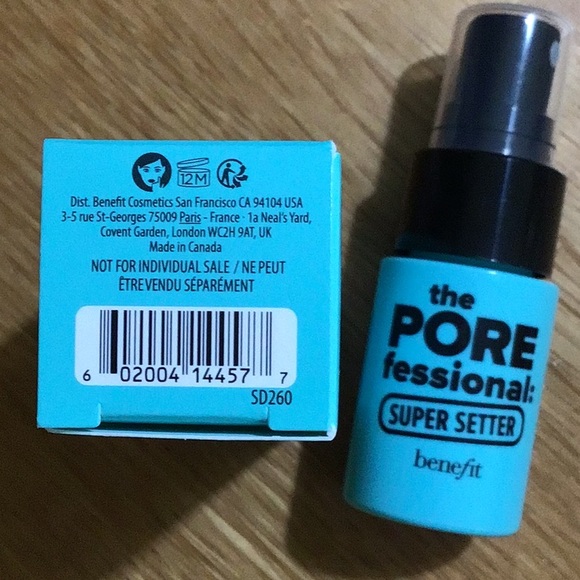 12M
Dist. Benefit Cosmetics San Francisco CA 94104 USA
3-5 rue St-Georges 75009 Paris - France · 1a Neal's Yard,
Covent Garden, London WC2H 9AT, UK
Made in Canada
NOT FOR INDIVIDUAL SALE / NE PEUT
ÊTRE VENDU SÉPARÉMENT
6 02004 14457 7
SD260
the
PORE
fessional:
SUPER SETTER
benefit